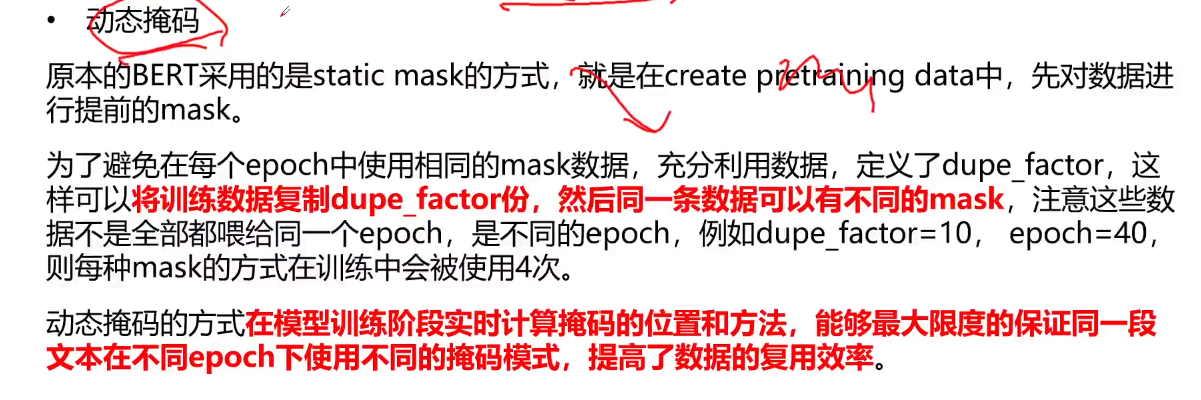 • 动态掩码
原本的BERT采用的是static mask的方式，就是在create pretraining data中，先对数据进
行提前的mask。
为了避免在每个epoch中使用相同的mask数据，充分利用数据，定义了dupe_factor，这
样可以将训练数据复制dupe_factor份，然后同一条数据可以有不同的mask，注意这些数
据不是全部都喂给同一个epoch，是不同的epoch，例如dupe_factor=10， epoch=40，
则每种mask的方式在训练中会被使用4次。
动态掩码的方式在模型训练阶段实时计算掩码的位置和方法，能够最大限度的保证同一段
文本在不同epoch下使用不同的掩码模式，提高了数据的复用效率。